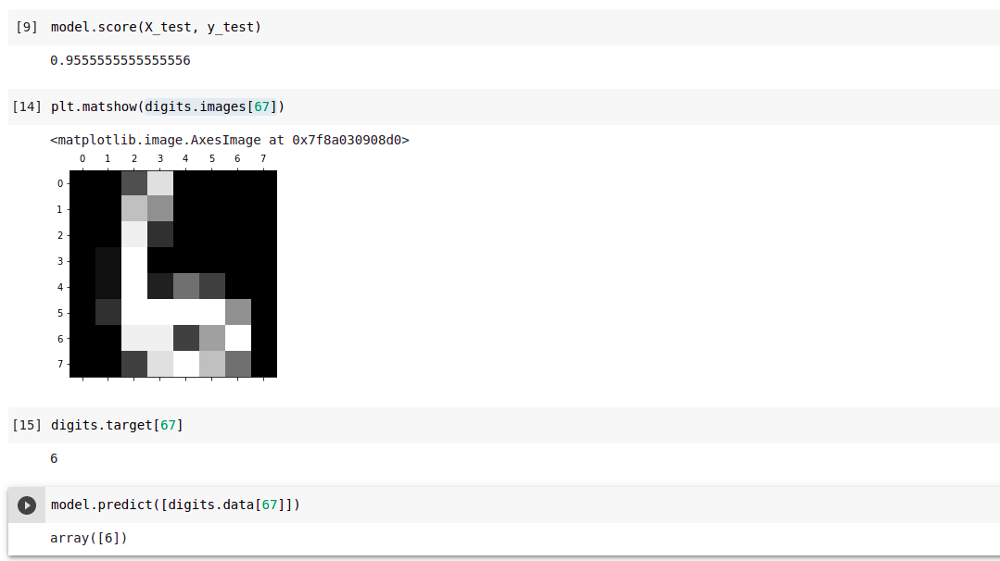 [9] model.score(X_test, y_test)
0.9555555555555556
[14] plt.matshow(digits.images[67])
<matplotlib.image.AxesImage at 0x7f8a030908d0>
0 1 2 3 4 5 6 7
0
1
2
3
4
5
6
7
[15] digits.target[67]
6
model.predict([digits.data[67]])
array([6])